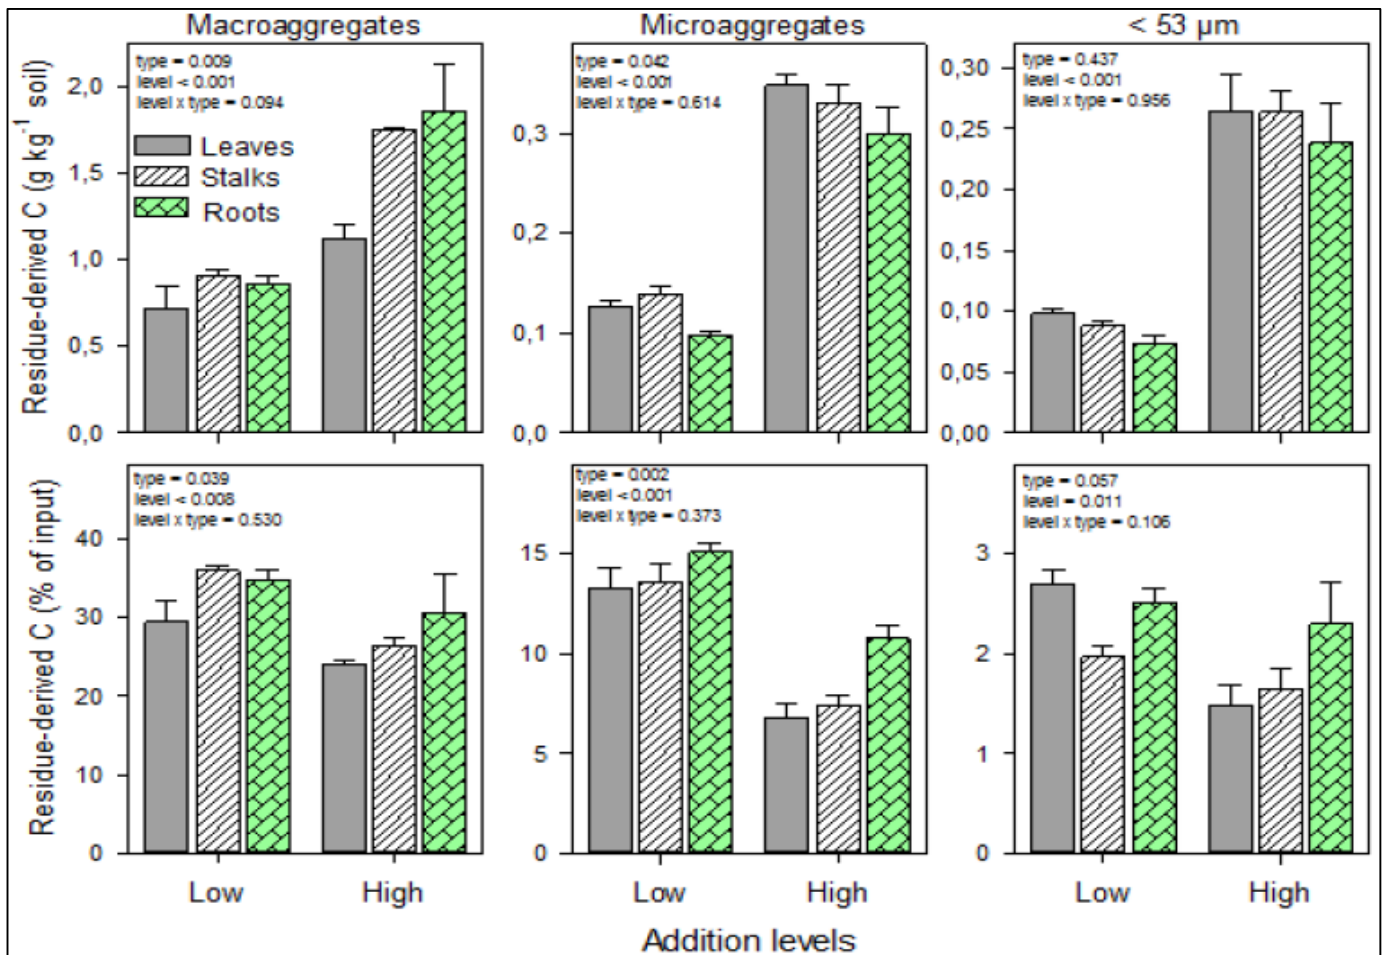 Macroaggregates
Microaggregates
< 53 µm
Residue-derived C (g kg-1 soil)
type = 0.009
level < 0.001
level x type = 0.094
Leaves
Stalks
Roots
2,0
1,5
1,0
0,5
0,0
type = 0.042
level < 0.001
level x type = 0.614
0,3
0,2
0,1
0,0
type = 0.437
level < 0.001
level x type = 0.956
0,30
0,25
0,20
0,15
0,10
0,05
0,00
Residue-derived C (% of input)
type = 0.039
level < 0.008
level x type = 0.530
40
30
20
10
0
Low
High
type = 0.002
level < 0.001
level x type = 0.373
15
10
5
0
Low
High
type = 0.057
level = 0.011
level x type = 0.106
3
2
1
0
Low
High
Addition levels